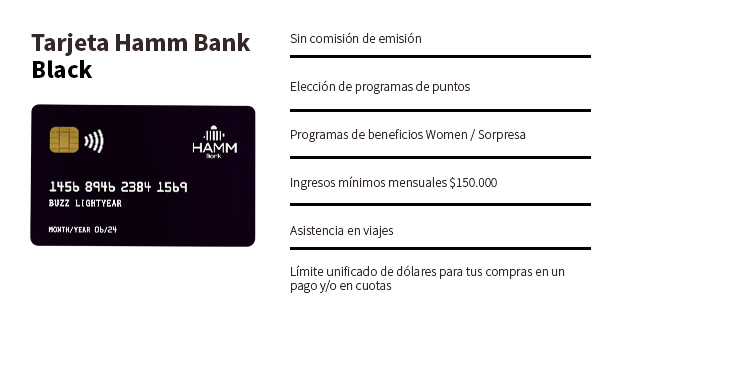 Tarjeta Hamm Bank
Black
HAMM
Bank
1456 8946 2384 1569
BUZZ LIGHTYEAR
MONTH/YEAR 06/24
Sin comisión de emisión
Elección de programas de puntos
Programas de beneficios Women / Sorpresa
Ingresos mínimos mensuales $150.000
Asistencia en viajes
Límite unificado de dólares para tus compras en un
pago y/o en cuotas